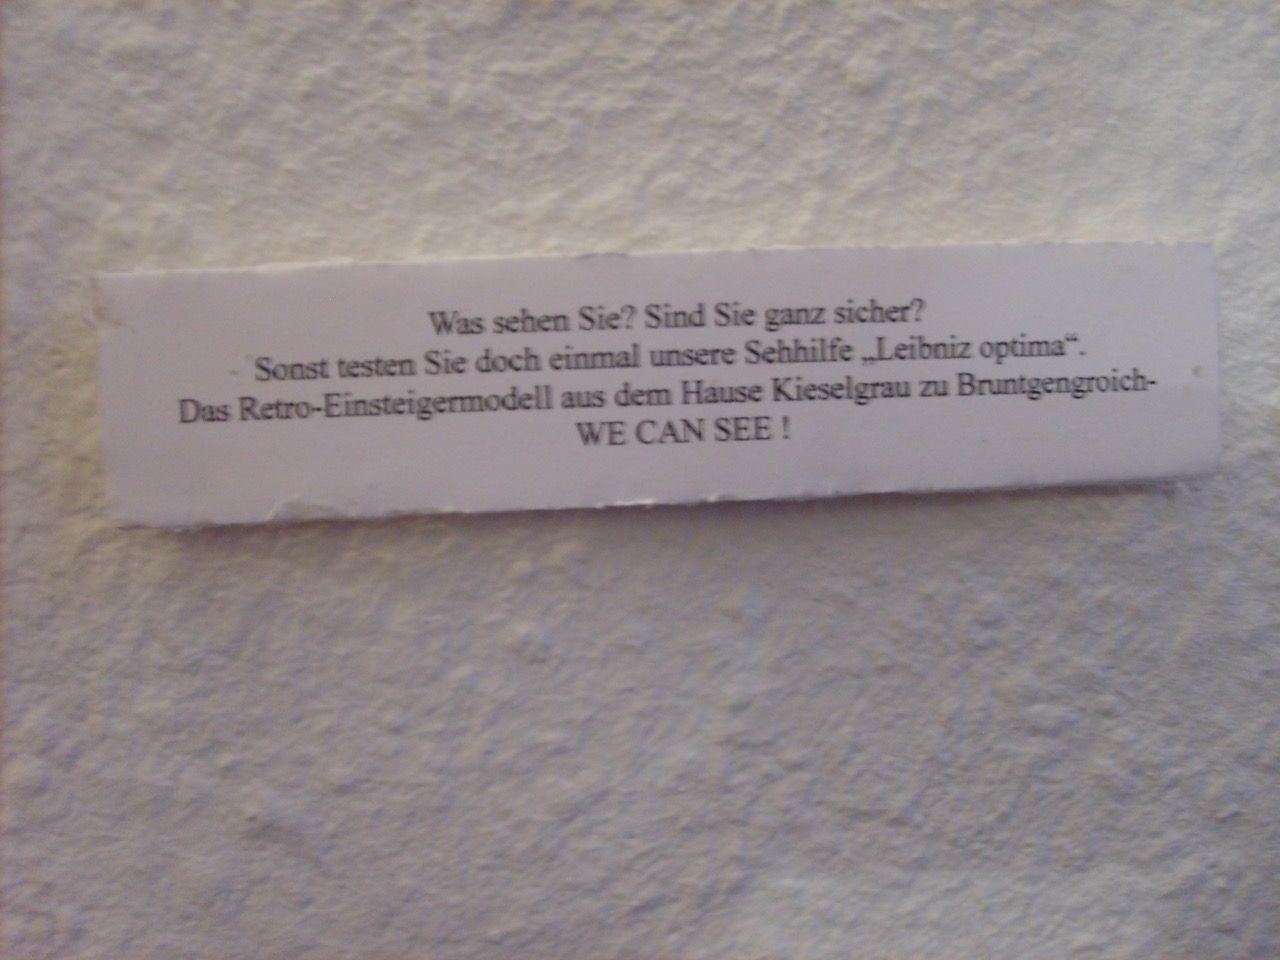 Was sehen Sie? Sind Sie ganz sicher?
Sonst testen Sie doch einmal unsere Sehhilfe „Leibniz optima“.
Das Retro-Einsteigermodell aus dem Hause Kieselgrau zu Bruntgengroich-
WE CAN SEE !